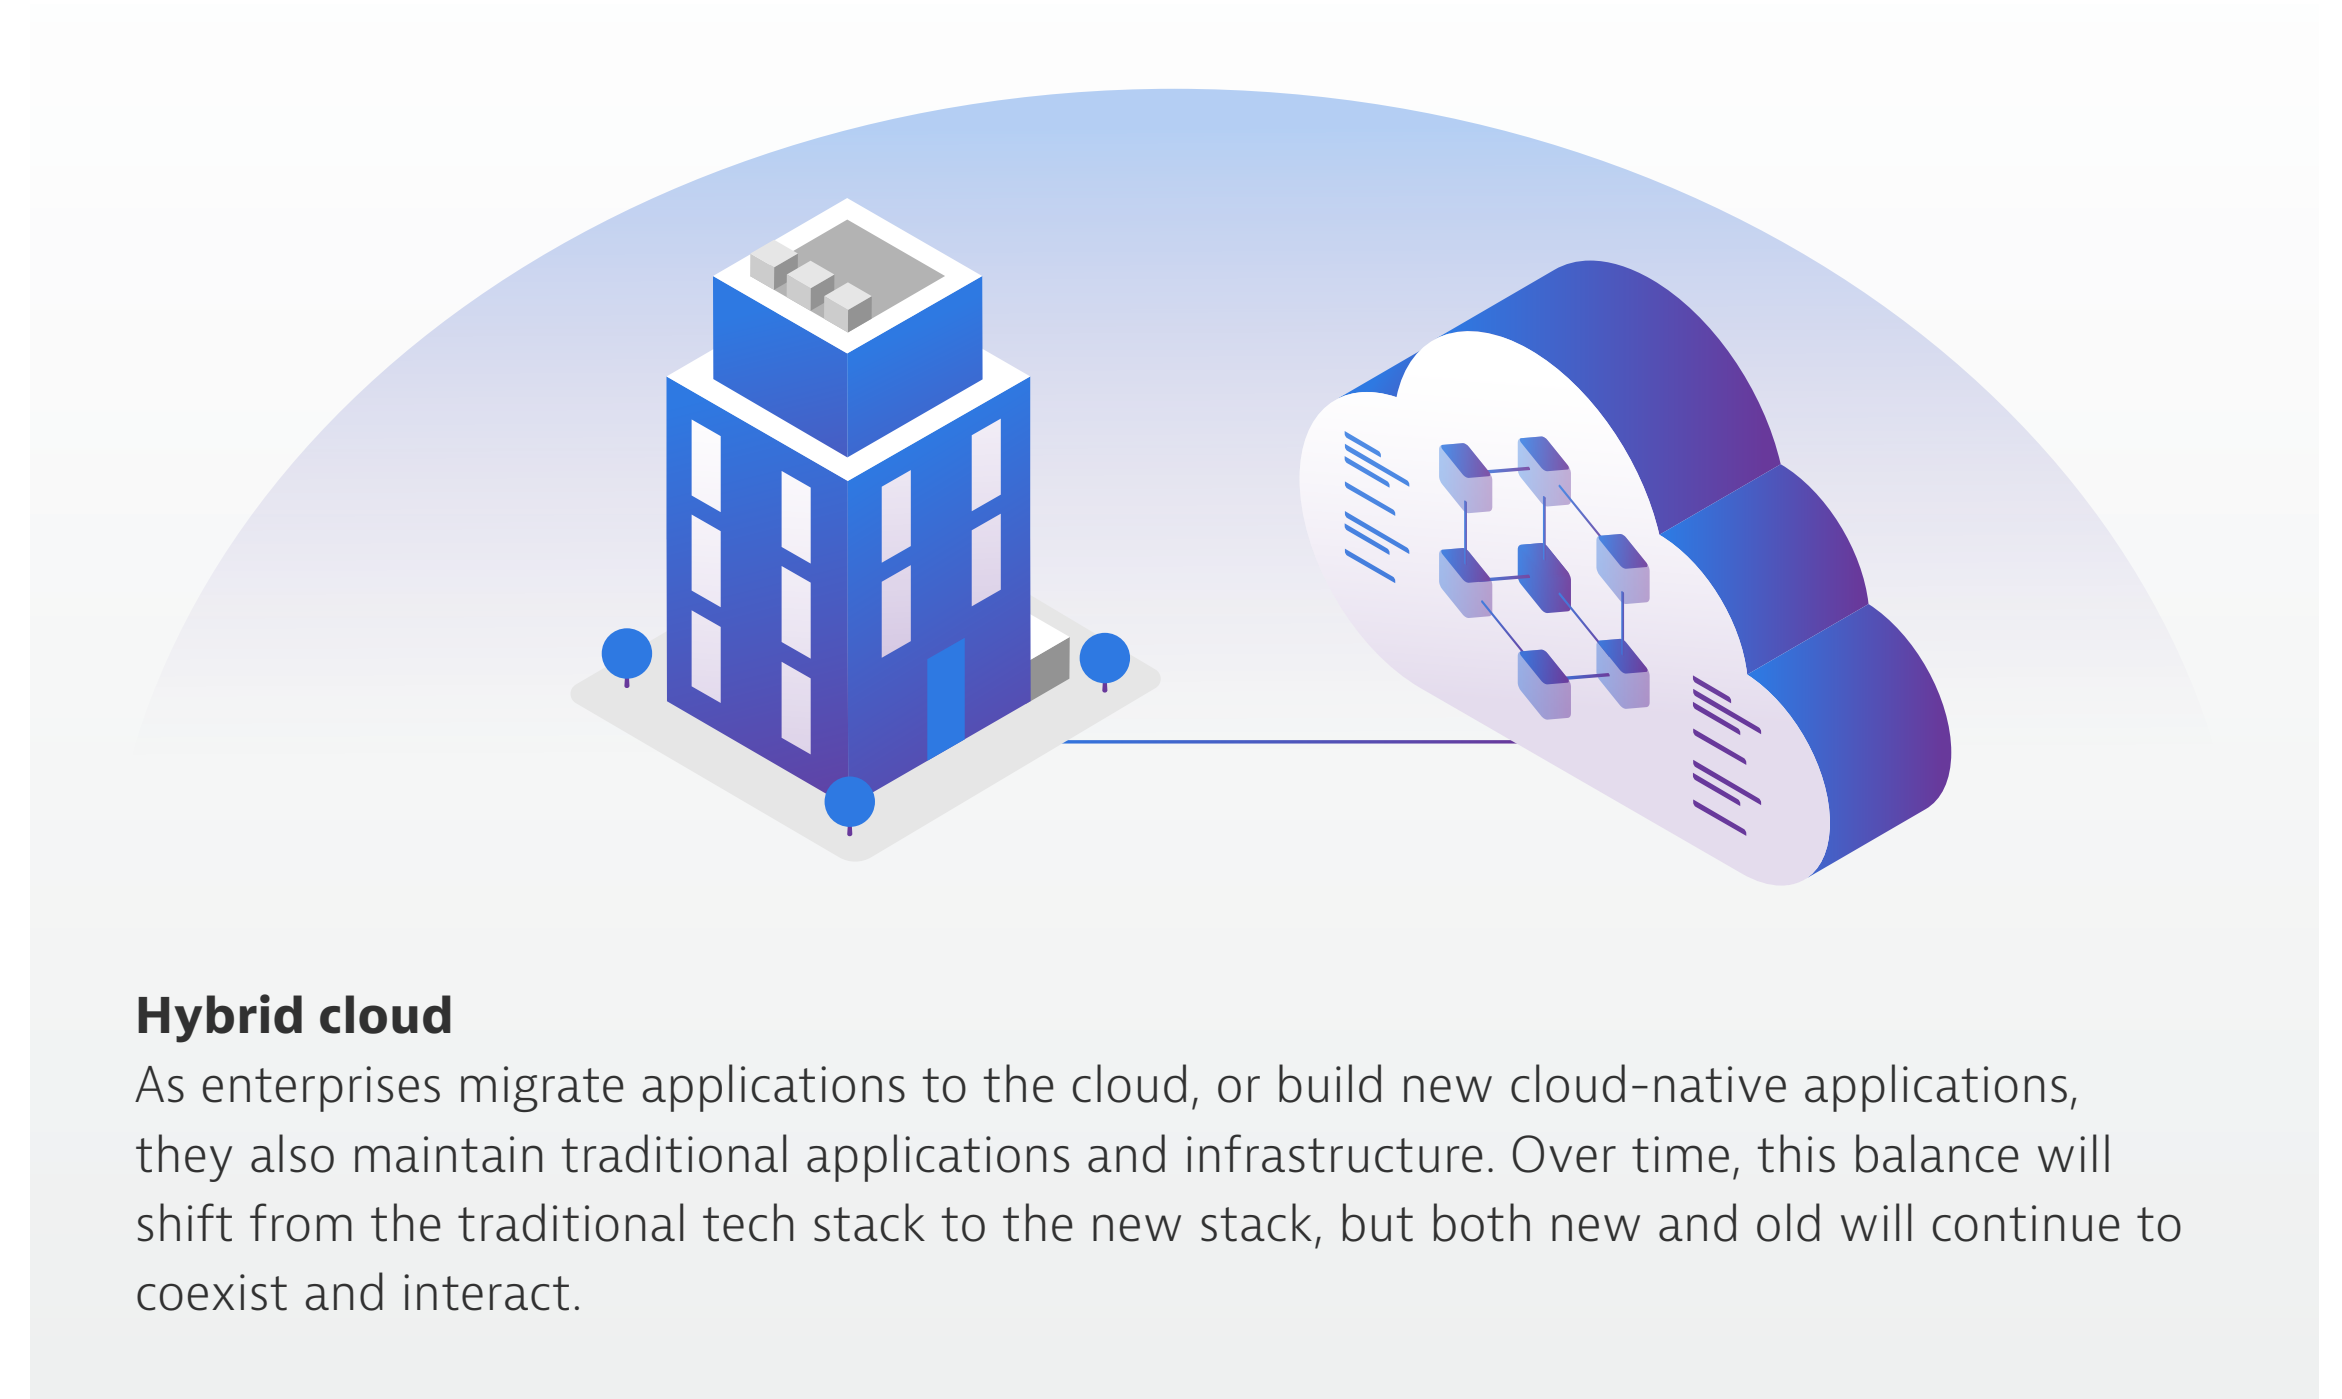 Hybrid cloud
As enterprises migrate applications to the cloud, or build new cloud-native applications,
they also maintain traditional applications and infrastructure. Over time, this balance will
shift from the traditional tech stack to the new stack, but both new and old will continue to
coexist and interact.